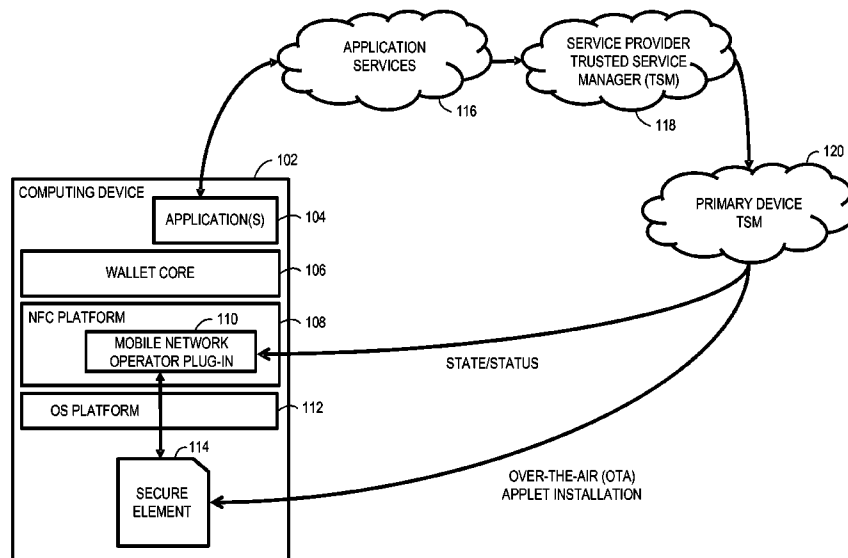 APPLICATION
SERVICES
116
SERVICE PROVIDER
TRUSTED SERVICE
MANAGER (TSM)
118
120
PRIMARY DEVICE
TSM
102
COMPUTING DEVICE
APPLICATION(S)
104
WALLET CORE
106
NFC PLATFORM
110
108
MOBILE NETWORK
OPERATOR PLUG-IN
STATE/STATUS
OS PLATFORM
112
114
SECURE
ELEMENT
OVER-THE-AIR (OTA)
APPLET INSTALLATION